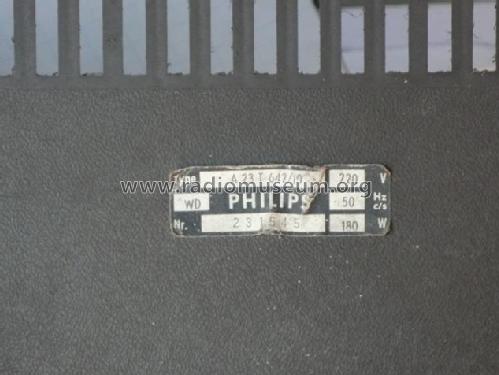 Type A 23 T 642/00 220 V
WD PHILIPS 50 Hz c/s
Nr. 231545 180 W
www.radiomuseum.org